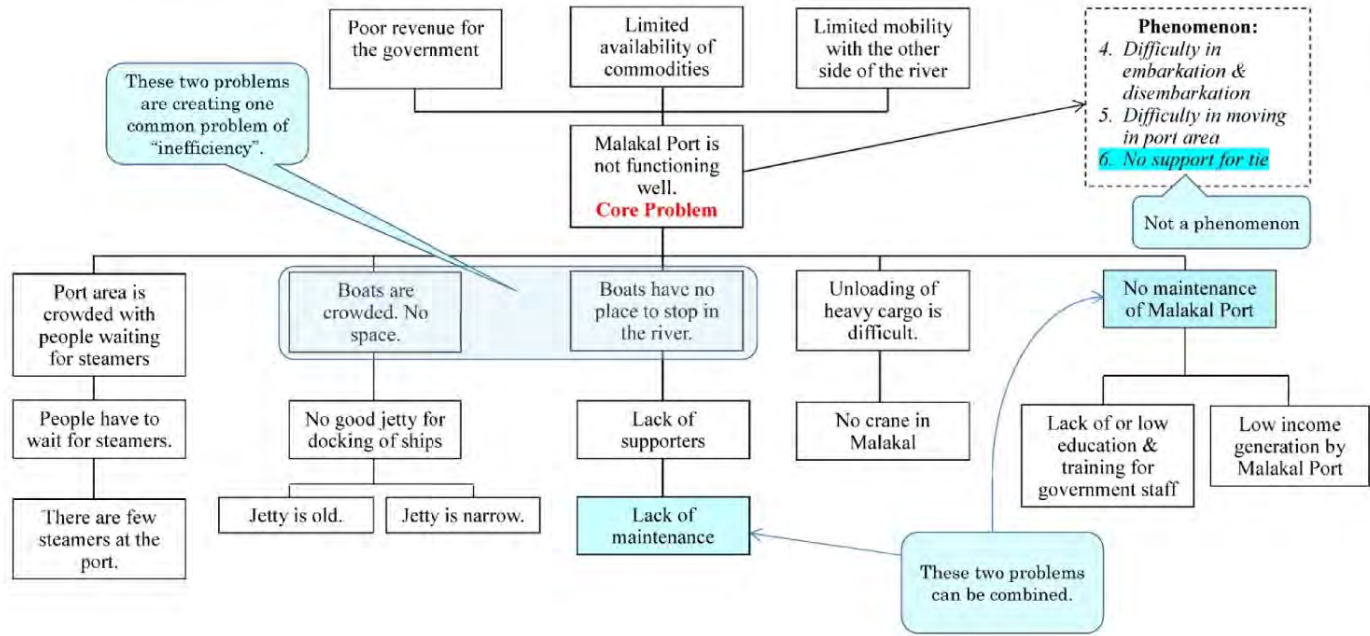 Poor revenue for
the government
Limited
availability of
commodities
Limited mobility
with the other
side of the river
Phenomenon:
4. Difficulty in
embarkation &
disembarkation
5. Difficulty in moving
in port area
6. No support for tie
These two problems
are creating one
common problem of
“inefficiency”.
Malakal Port is
not functioning
well.
Core Problem
Not a phenomenon
Port area is
crowded with
people waiting
for steamers
Boats are
crowded. No
space.
Boats have no
place to stop in
the river.
Unloading of
heavy cargo is
difficult.
No maintenance
of Malakal Port
People have to
wait for steamers.
No good jetty for
docking of ships
Lack of
supporters
No crane in
Malakal
Lack of or low
education &
training for
government staff
Low income
generation by
Malakal Port
There are few
steamers at the
port.
Jetty is old.
Jetty is narrow.
Lack of
maintenance
These two problems
can be combined.